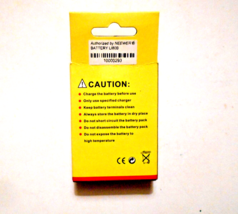 Authorized by NEEWER®
BATTERY
10000260
CAUTION:
Charge the battery before use
Only use specified charger
Keep battery terminals clean
Always store the battery in dry place
Do not short circuit the battery pack
Do not disassemble the battery pack
Do not expose the battery to
high temperature
CE